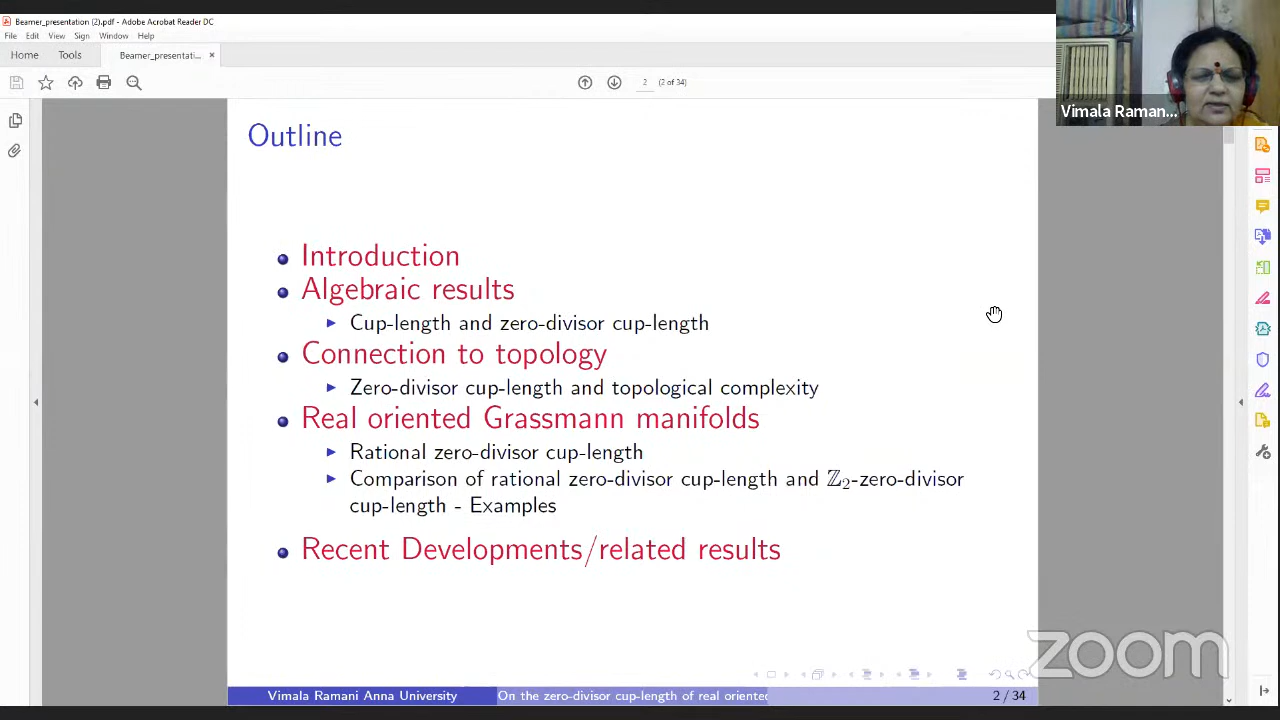 Beamer_presentation (2).pdf - Adobe Acrobat Reader DC
File Edit View Sign Window Help
Home Tools Beamer_presentati... ×
2 (2 of 34)
Vimala Raman...
Outline
Introduction
Algebraic results
Cup-length and zero-divisor cup-length
Connection to topology
Zero-divisor cup-length and topological complexity
Real oriented Grassmann manifolds
Rational zero-divisor cup-length
Comparison of rational zero-divisor cup-length and ℤ₂-zero-divisor
cup-length - Examples
Recent Developments/related results
zoom
Vimala Ramani Anna University On the zero-divisor cup-length of real oriented 2 / 34